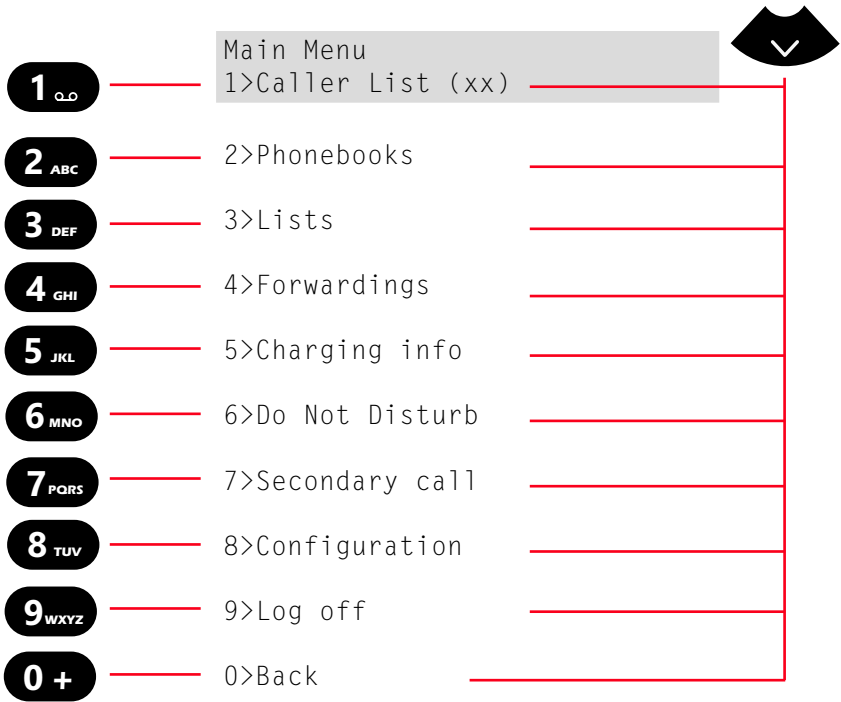 Main Menu
1 1>Caller List (xx)
2 ABC 2>Phonebooks
3 DEF 3>Lists
4 GHI 4>Forwardings
5 JKL 5>Charging info
6 MNO 6>Do Not Disturb
7 PQRS 7>Secondary call
8 TUV 8>Configuration
9 WXYZ 9>Log off
0 + 0>Back